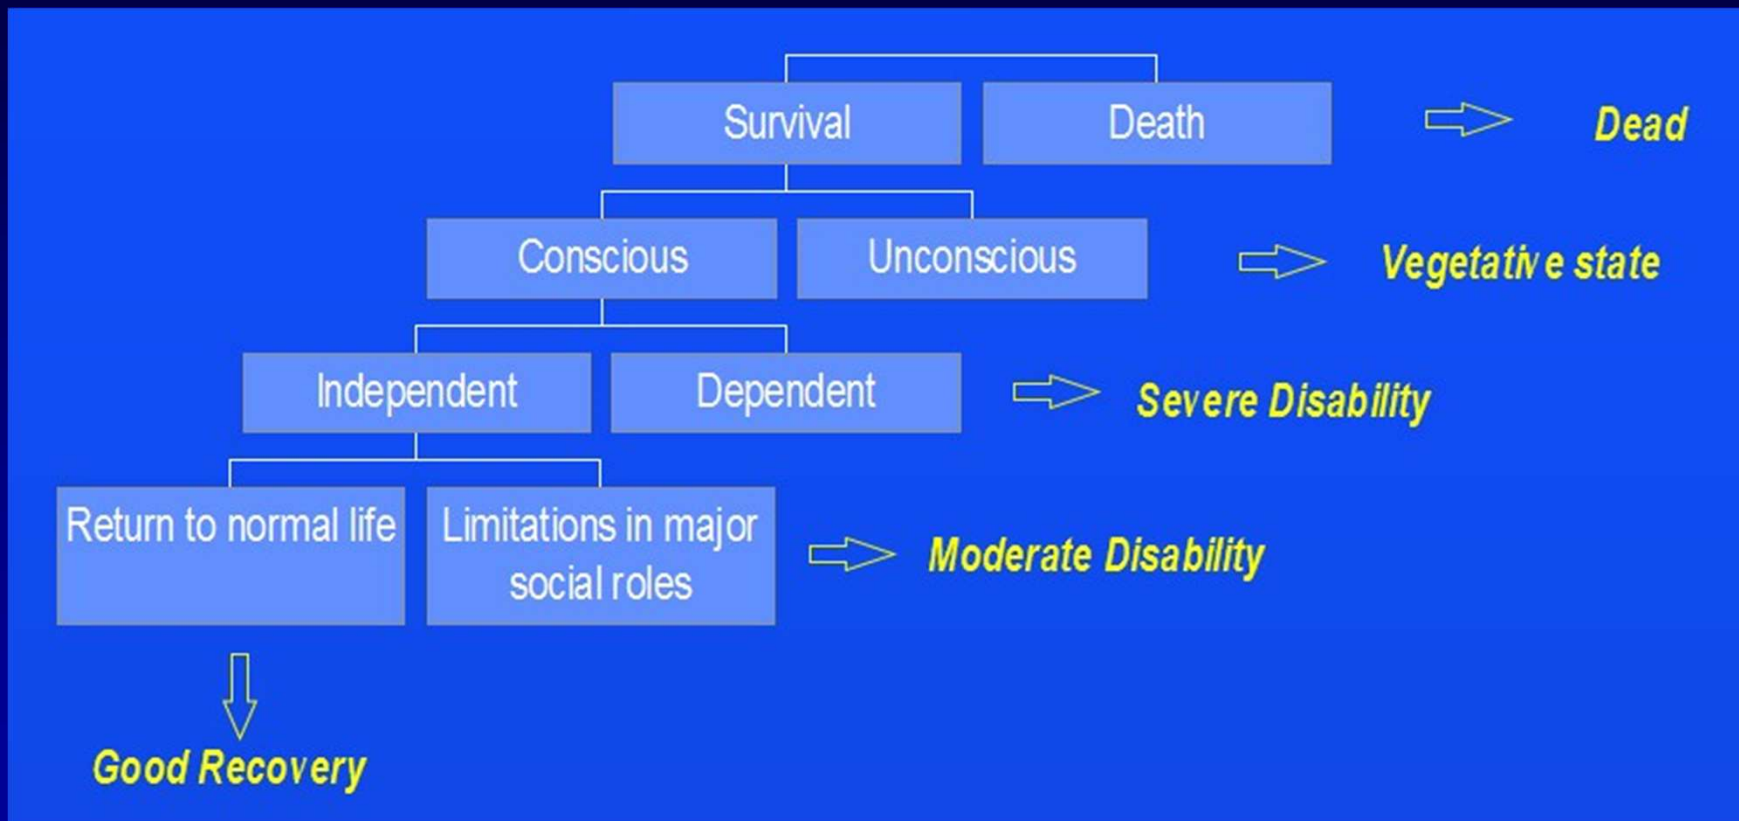 Survival
Death
Dead
Conscious
Unconscious
Vegetative state
Independent
Dependent
Severe Disability
Return to normal life
Limitations in major
social roles
Moderate Disability
Good Recovery